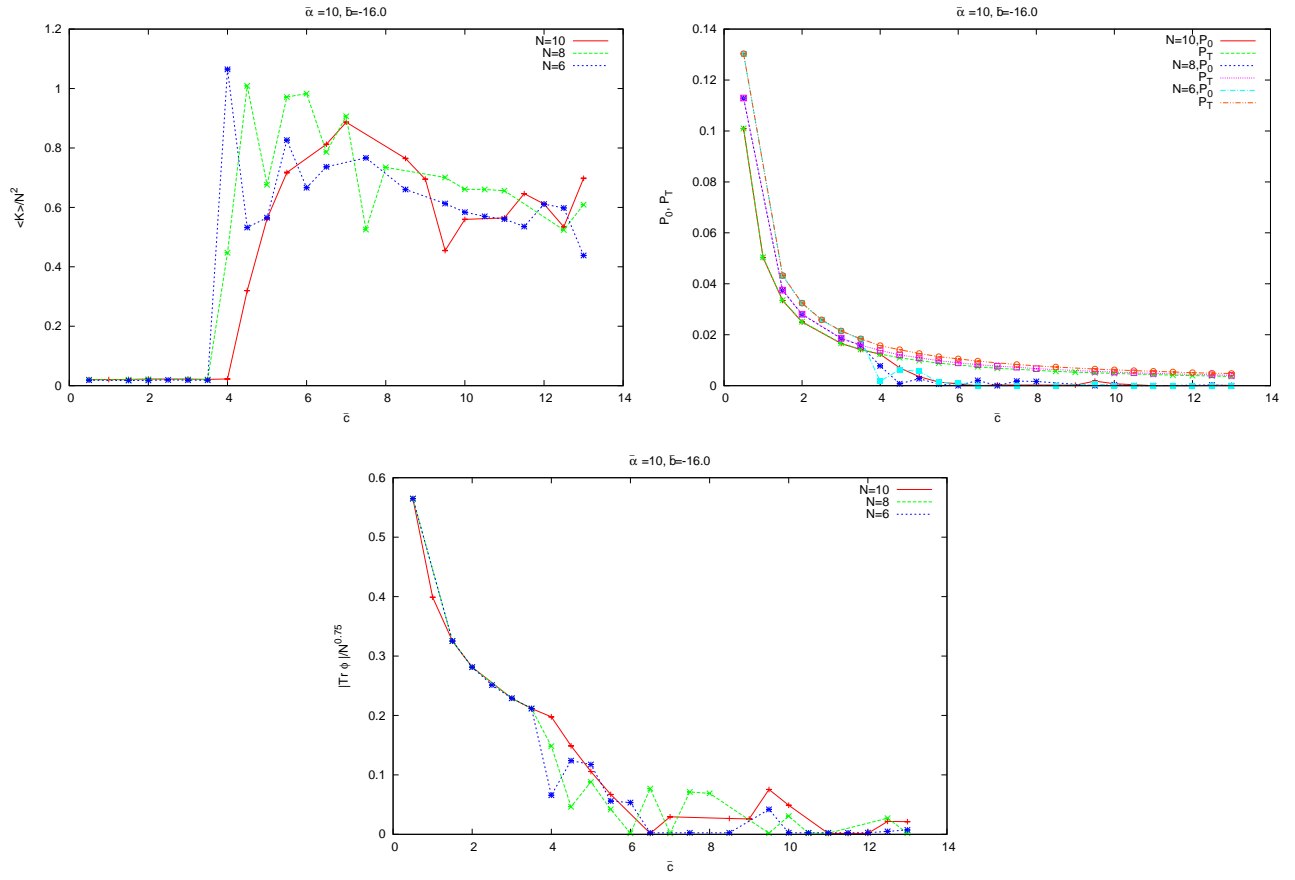 ᾱ =10, b̄=-16.0
N=10
N=8
N=6
<K>/N²
0 0.2 0.4 0.6 0.8 1 1.2
0 2 4 6 8 10 12 14
c̄
ᾱ =10, b̄=-16.0
N=10,P₀
P_T
N=8,P₀
P_T
N=6,P₀
P_T
P₀, P_T
0 0.02 0.04 0.06 0.08 0.1 0.12 0.14
0 2 4 6 8 10 12 14
c̄
ᾱ =10, b̄=-16.0
N=10
N=8
N=6
|Tr ϕ |/N^0.75
0 0.1 0.2 0.3 0.4 0.5 0.6
0 2 4 6 8 10 12 14
c̄